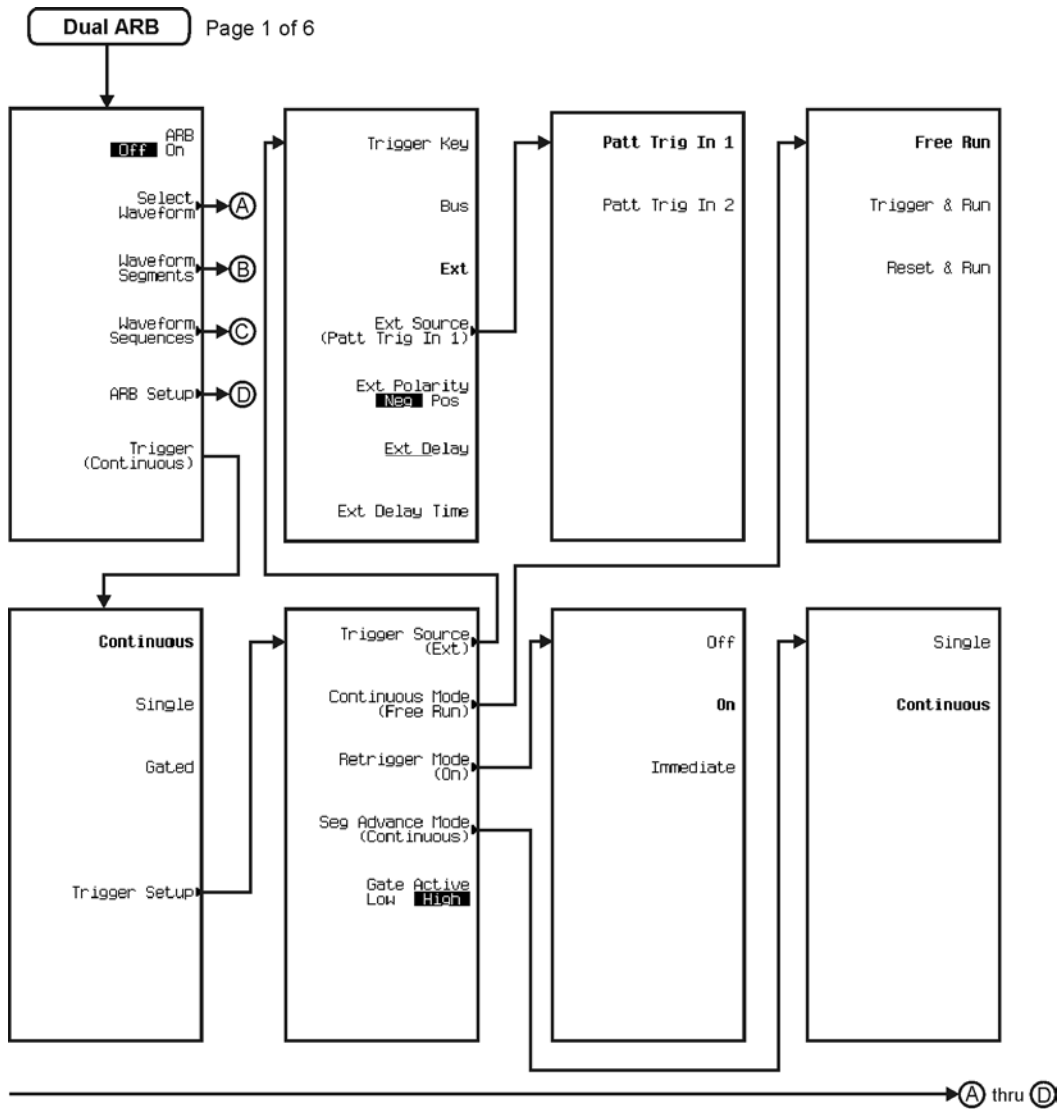 Dual ARB
Page 1 of 6
ARB
Off On
Select
Waveform
A
Waveform
Segments
B
Waveform
Sequences
C
ARB Setup
D
Trigger
(Continuous)
Trigger Key
Bus
Ext
Ext Source
(Patt Trig In 1)
Ext Polarity
Neg Pos
Ext Delay
Ext Delay Time
Patt Trig In 1
Patt Trig In 2
Free Run
Trigger & Run
Reset & Run
Continuous
Single
Gated
Trigger Setup
Trigger Source
(Ext)
Continuous Mode
(Free Run)
Retrigger Mode
(On)
Seg Advance Mode
(Continuous)
Gate Active
Low High
Off
On
Immediate
Single
Continuous
A thru D